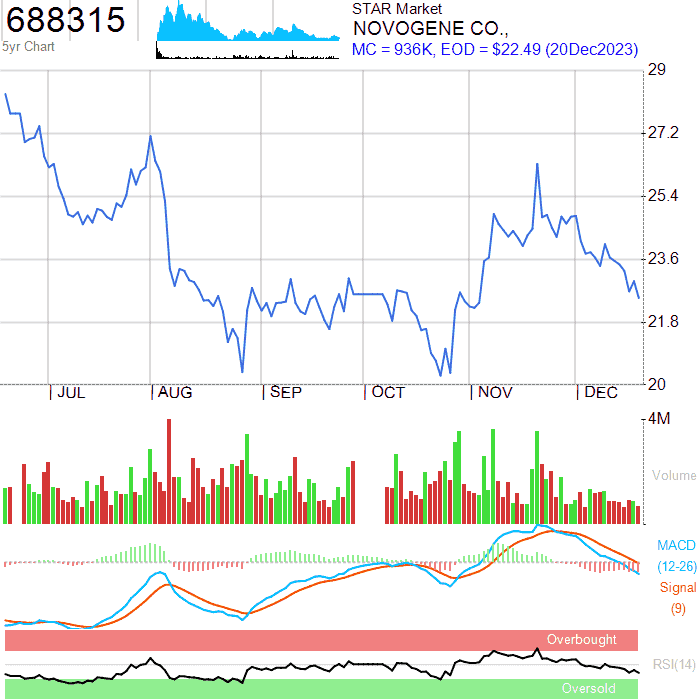 688315
5yr Chart
STAR Market
NOVOGENE CO.,
MC = 936K, EOD = $22.49 (20Dec2023)
29
27.2
25.4
23.6
21.8
20
JUL AUG SEP OCT NOV DEC
4M
Volume
MACD
(12-26)
Signal
(9)
Overbought
RSI(14)
Oversold